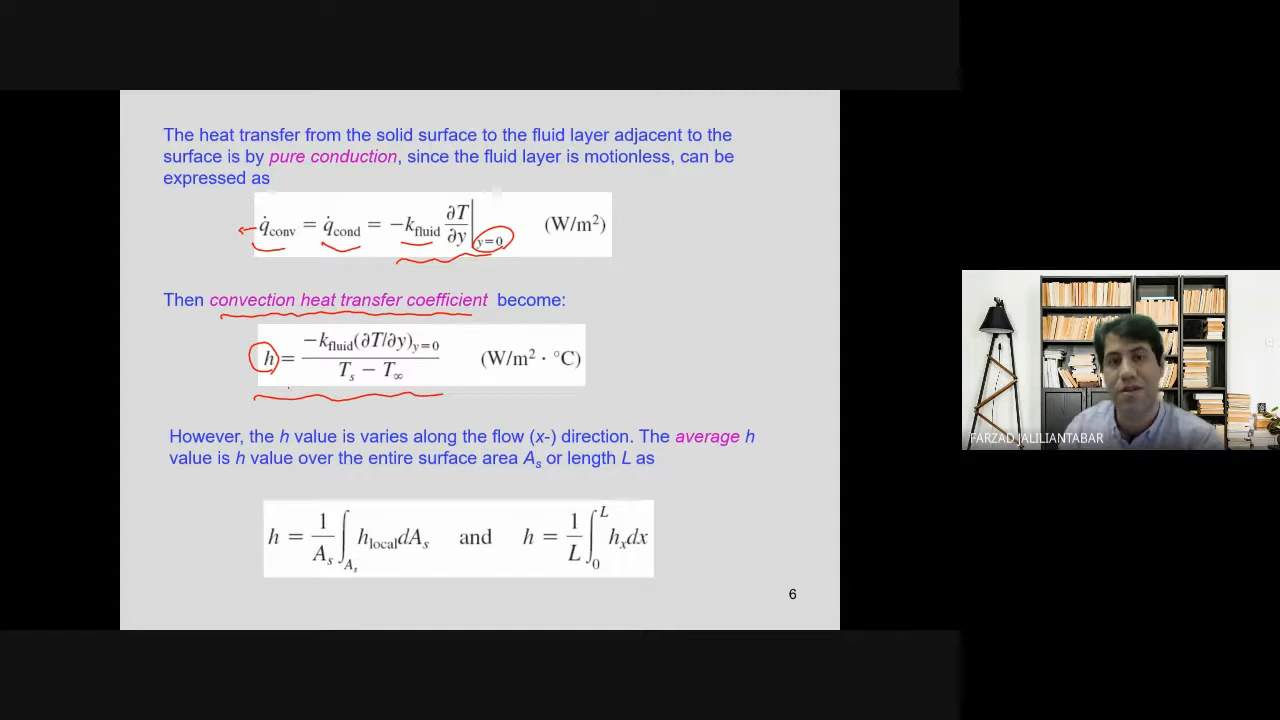 The heat transfer from the solid surface to the fluid layer adjacent to the
surface is by pure conduction, since the fluid layer is motionless, can be
expressed as
q̇conv = q̇cond = −kfluid ∂T/∂y|y=0 (W/m²)
Then convection heat transfer coefficient become:
h = −kfluid(∂T/∂y)y=0 / Ts − T∞ (W/m² · °C)
However, the h value is varies along the flow (x-) direction. The average h
value is h value over the entire surface area As or length L as
h = 1/As ∫As hlocal dAs and h = 1/L ∫0L hx dx
6
FARZAD JALILIANTABAR